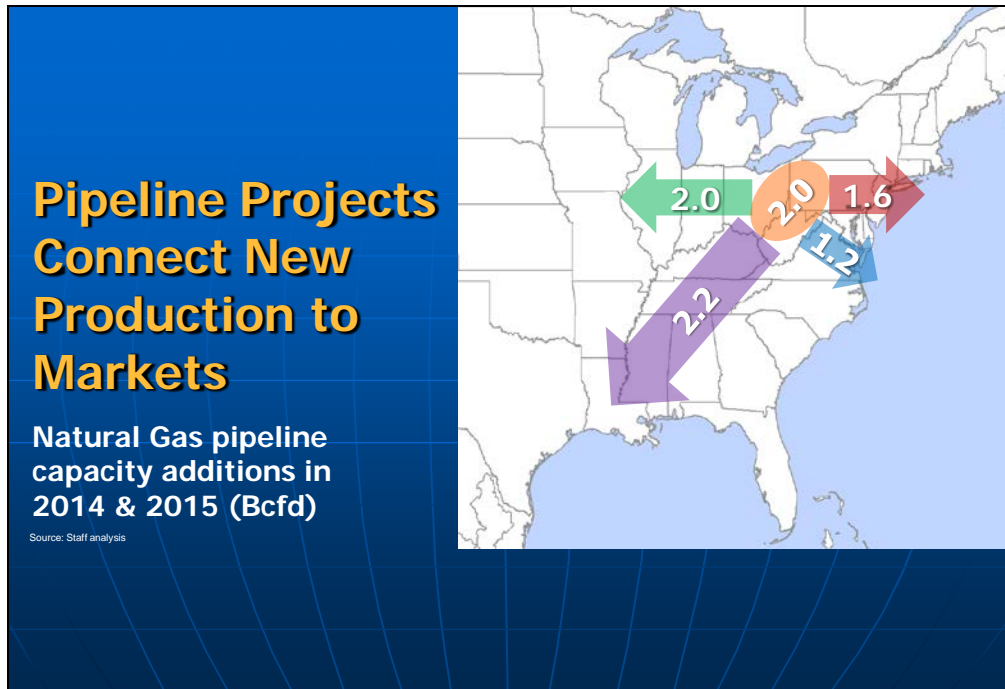 Pipeline Projects
Connect New
Production to
Markets
Natural Gas pipeline
capacity additions in
2014 & 2015 (Bcfd)
Source: Staff analysis
2.0
2.0
1.6
1.2
2.2